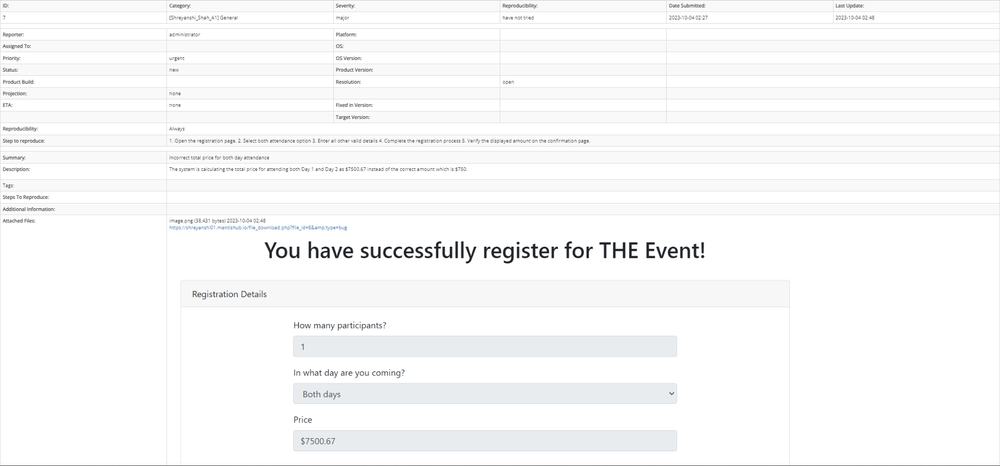 ID: Category: Severity: Reproducibility: Date Submitted: Last Update:
7 [Shreyanshi_Shah_A1] General major have not tried 2023-10-04 02:27 2023-10-04 02:48
Reporter: administrator Platform:
Assigned To: OS:
Priority: urgent OS Version:
Status: new Product Version:
Product Build: Resolution: open
Projection: none
ETA: none Fixed in Version:
Target Version:
Reproducibility: Always
Step to reproduce: 1. Open the registration page. 2. Select both attendance option 3. Enter all other valid details 4. Complete the registration process 5. Verify the displayed amount on the confirmation page.
Summary: Incorrect total price for both day attendance
Description: The system is calculating the total price for attending both Day 1 and Day 2 as $7500.67 instead of the correct amount which is $750.
Tags:
Steps To Reproduce:
Additional Information:
Attached Files: image.png (38,431 bytes) 2023-10-04 02:48
https://shreyanshi01.mantishub.io/file_download.php?file_id=8&amp;type=bug
You have successfully register for THE Event!
Registration Details
How many participants?
1
In what day are you coming?
Both days
Price
$7500.67